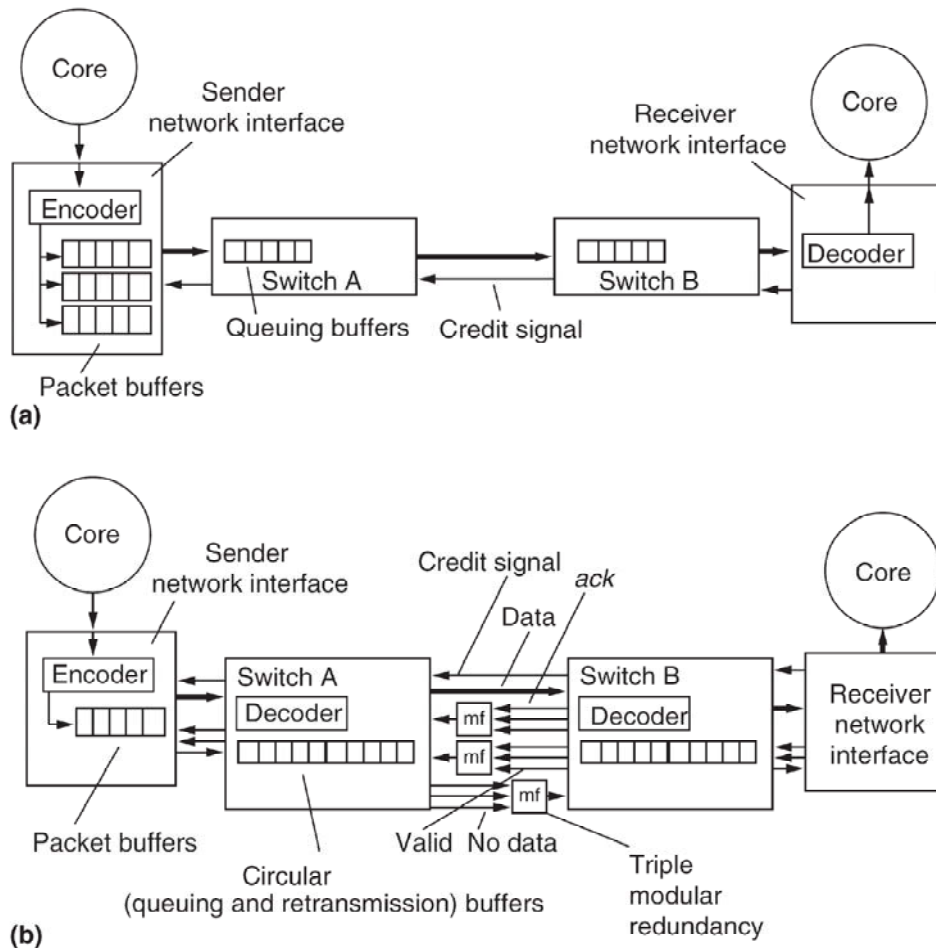 Core
Sender
network interface
Receiver
network interface
Core
Encoder
Decoder
Switch A
Switch B
Queuing buffers
Credit signal
Packet buffers
(a)
Core
Sender
network interface
Credit signal
ack
Data
Core
Encoder
Switch A
Decoder
Switch B
Decoder
mf
mf
mf
Receiver
network
interface
Packet buffers
Valid
No data
Circular
(queuing and retransmission) buffers
Triple
modular
redundancy
(b)